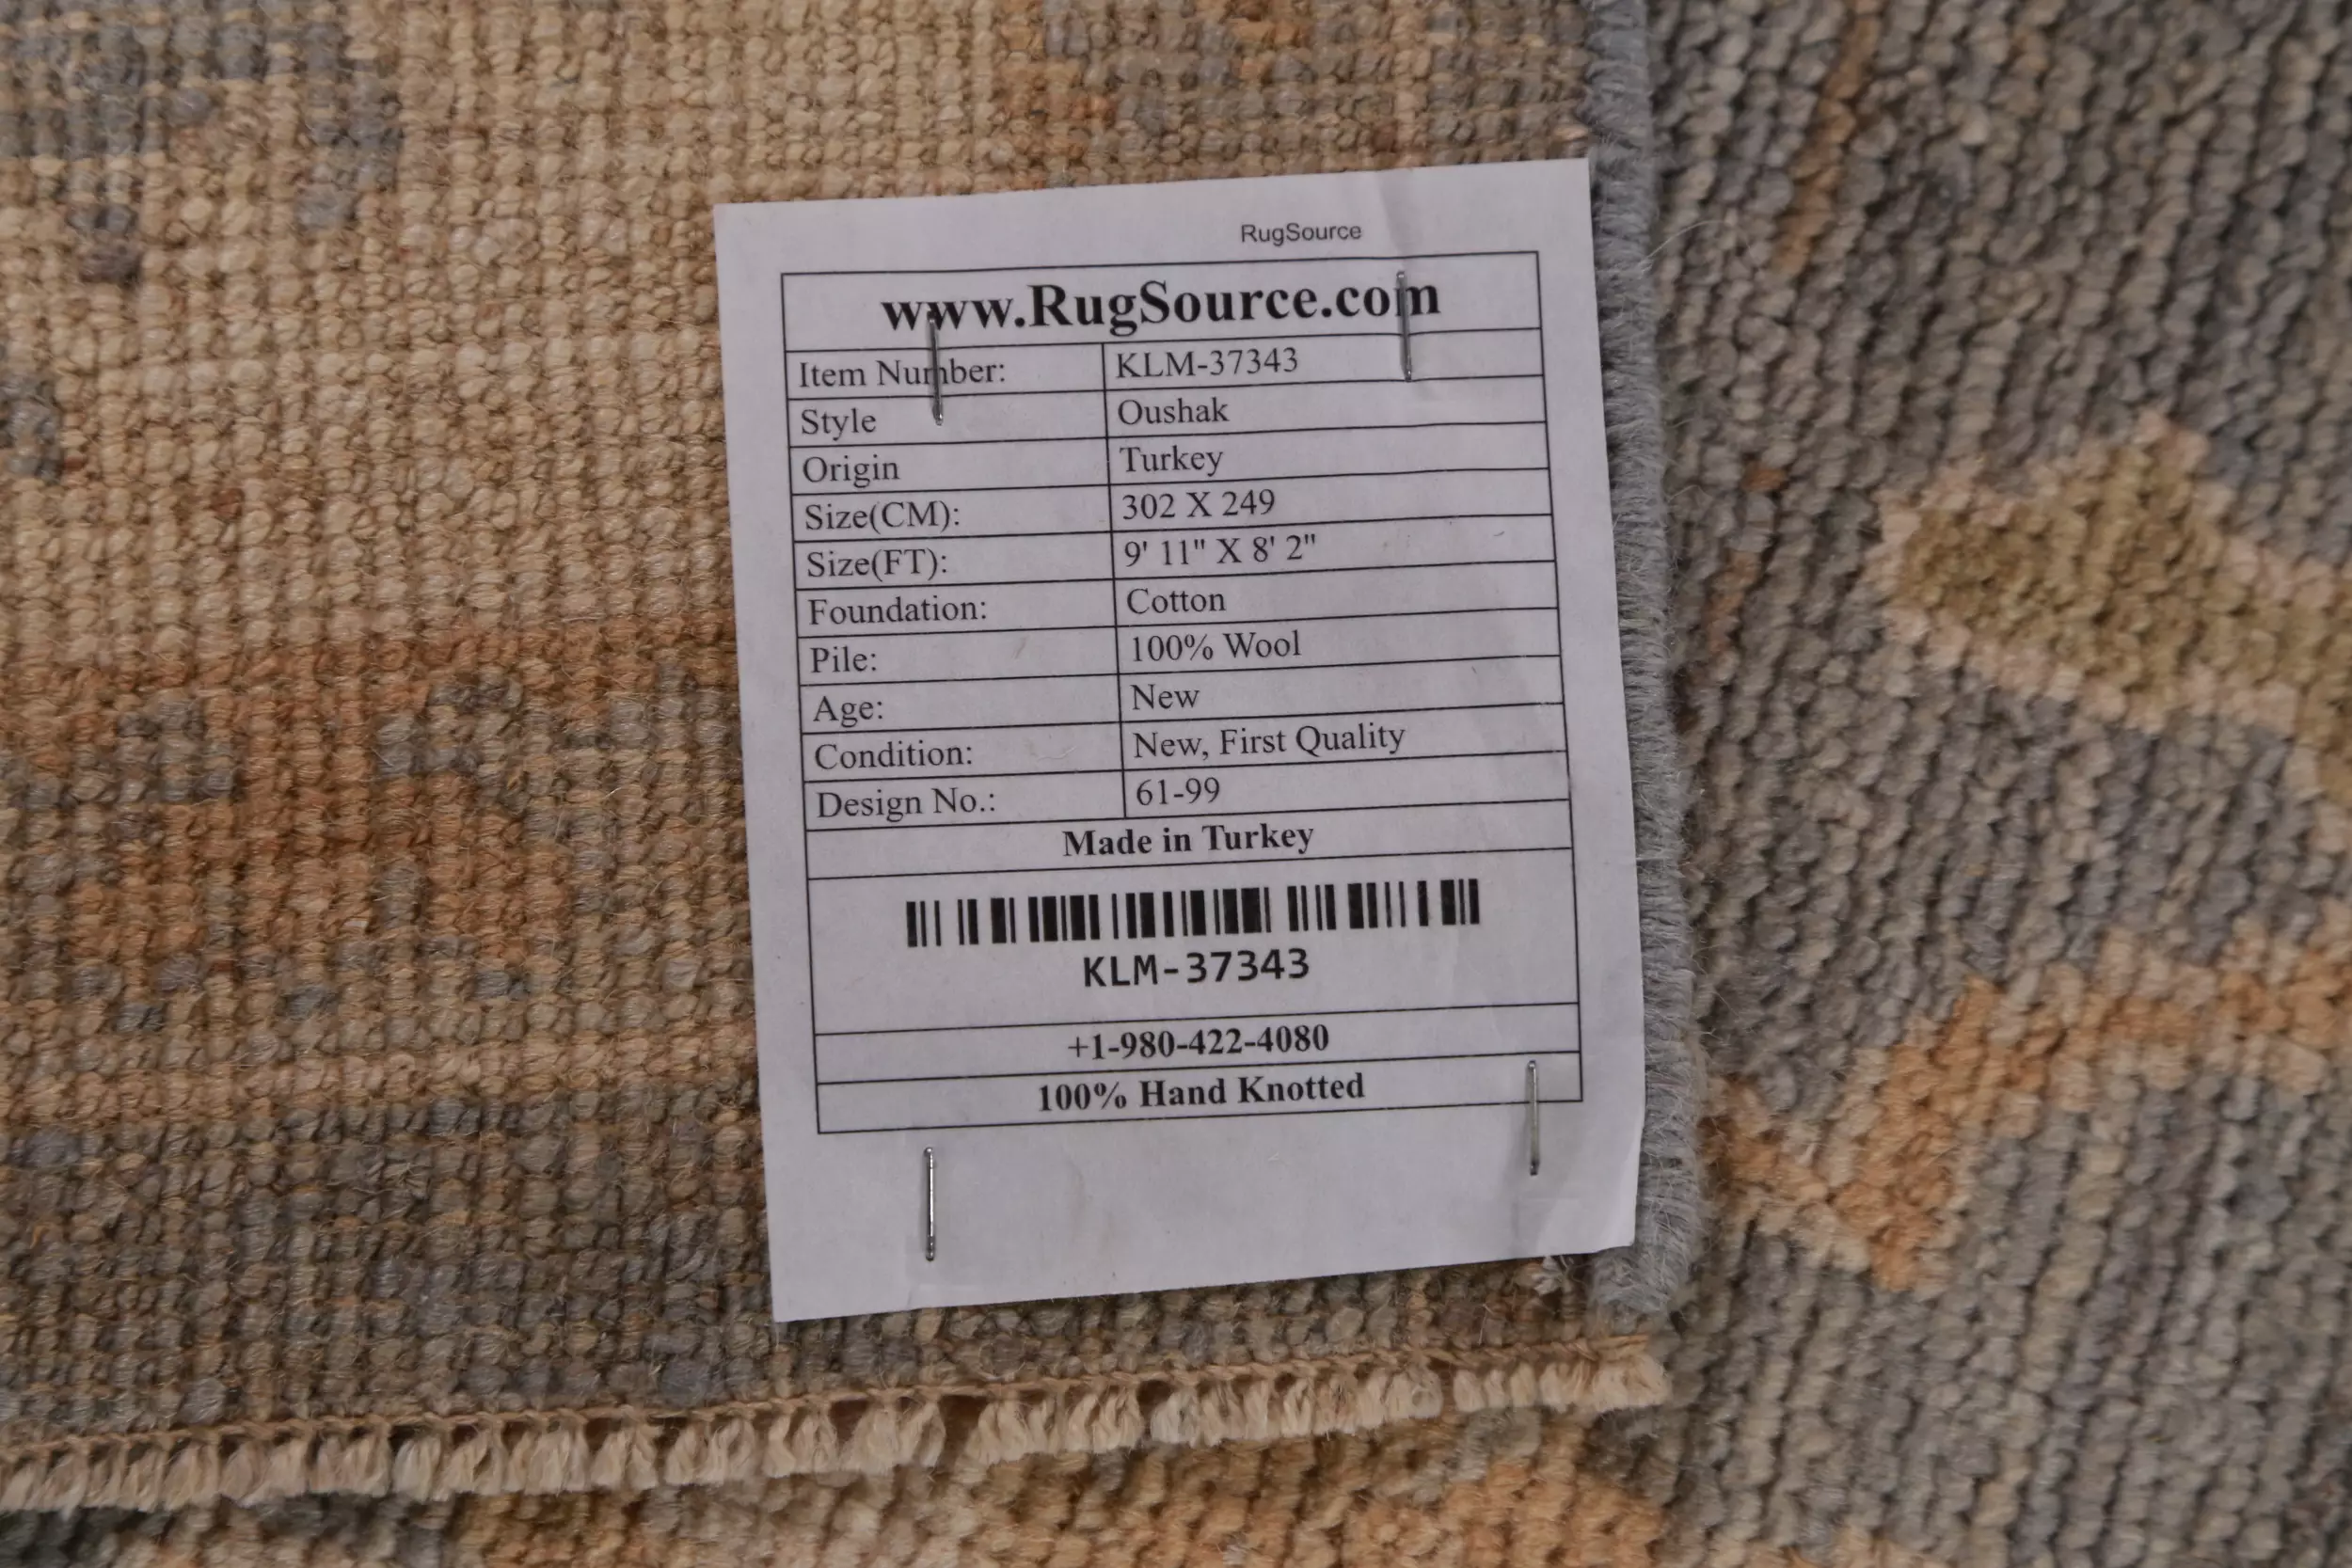 RugSource
www.RugSource.com
Item Number: KLM-37343
Style Oushak
Origin Turkey
Size(CM): 302 X 249
Size(FT): 9' 11" X 8' 2"
Foundation: Cotton
Pile: 100% Wool
Age: New
Condition: New, First Quality
Design No.: 61-99
Made in Turkey
KLM-37343
+1-980-422-4080
100% Hand Knotted